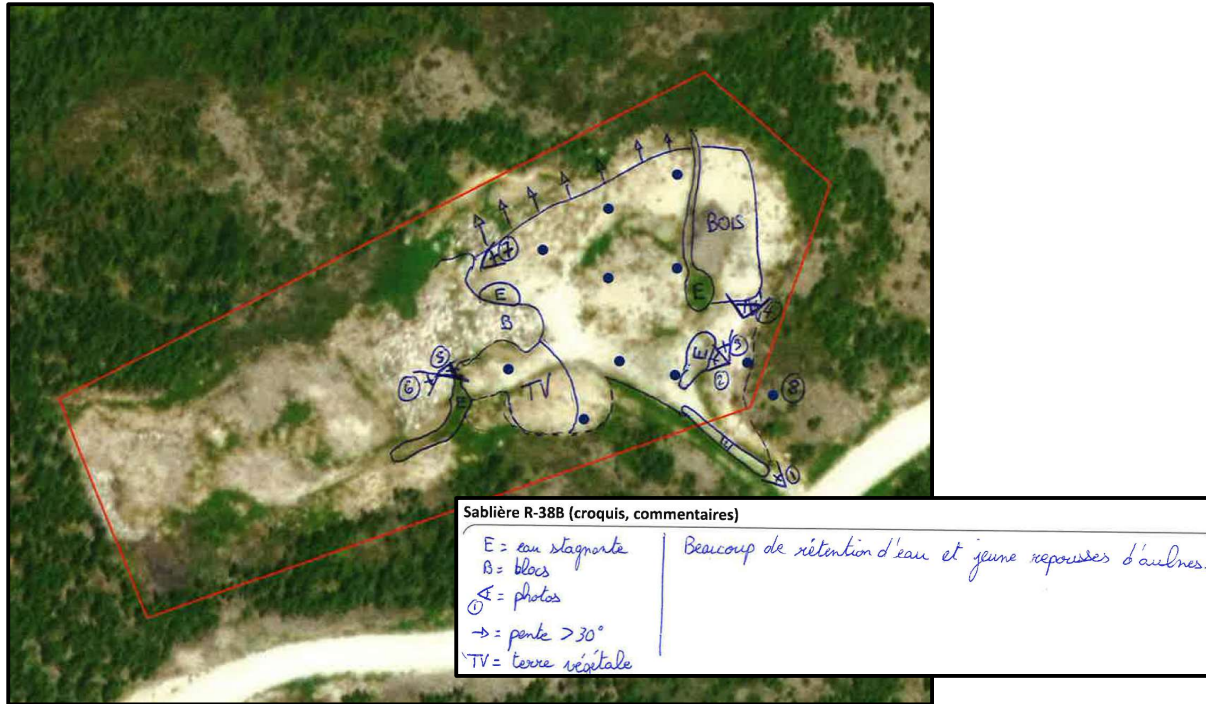 BOIS
7
E
E
B
4
E
3
2
5
6
TV
8
E
E
1
Sablière R-38B (croquis, commentaires)
E = eau stagnante
B = blocs
1 = photos
→ = pente >30°
TV = terre végétale
Beaucoup de rétention d'eau et jeune repousses d'aulnes.